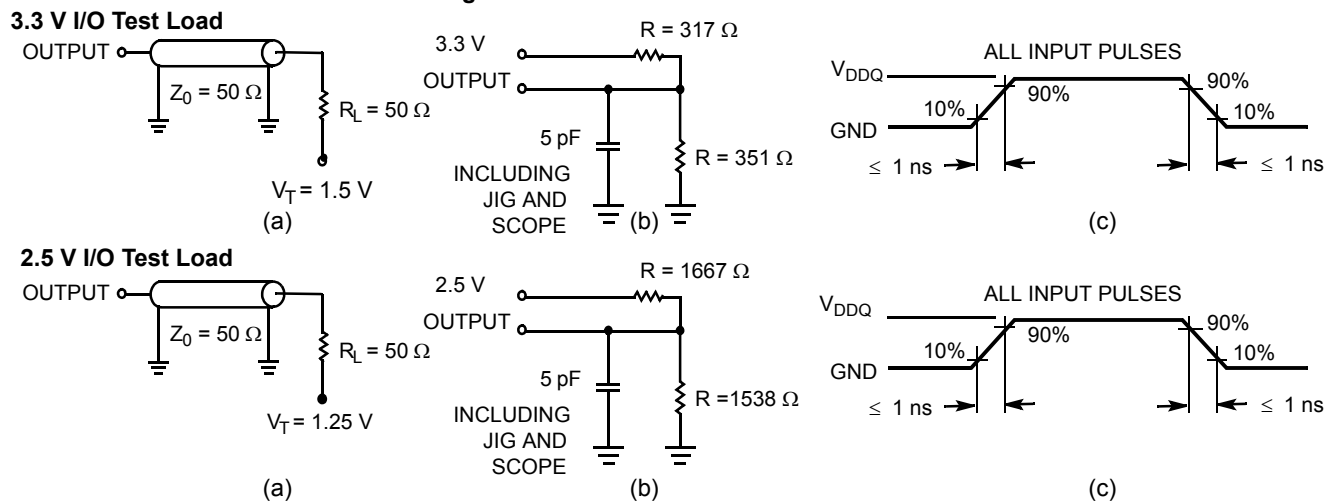 3.3 V I/O Test Load
OUTPUT
Z0 = 50 Ω
RL = 50 Ω
VT = 1.5 V
(a)
3.3 V
OUTPUT
R = 317 Ω
5 pF
INCLUDING
JIG AND
SCOPE
R = 351 Ω
(b)
ALL INPUT PULSES
VDDQ
GND
10%
90%
90%
10%
≤ 1 ns
≤ 1 ns
(c)
2.5 V I/O Test Load
OUTPUT
Z0 = 50 Ω
RL = 50 Ω
VT = 1.25 V
(a)
2.5 V
OUTPUT
R = 1667 Ω
5 pF
INCLUDING
JIG AND
SCOPE
R =1538 Ω
(b)
ALL INPUT PULSES
VDDQ
GND
10%
90%
90%
10%
≤ 1 ns
≤ 1 ns
(c)